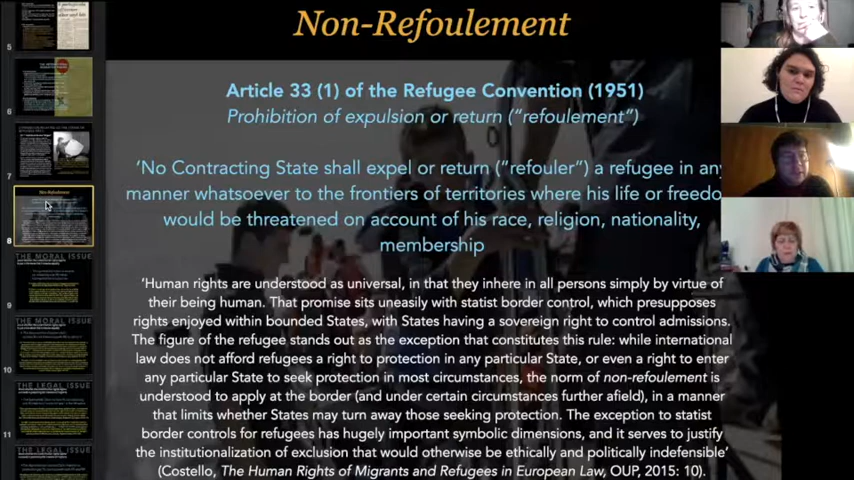 Non-Refoulement
Article 33 (1) of the Refugee Convention (1951)
Prohibition of expulsion or return ("refoulement")
'No Contracting State shall expel or return ("refouler") a refugee in any
manner whatsoever to the frontiers of territories where his life or freedo
would be threatened on account of his race, religion, nationality,
membership
'Human rights are understood as universal, in that they inhere in all persons simply by virtue of
their being human. That promise sits uneasily with statist border control, which presupposes
rights enjoyed within bounded States, with States having a sovereign right to control admissions.
The figure of the refugee stands out as the exception that constitutes this rule: while international
law does not afford refugees a right to protection in any particular State, or even a right to enter
any particular State to seek protection in most circumstances, the norm of non-refoulement is
understood to apply at the border (and under certain circumstances further afield), in a manner
that limits whether States may turn away those seeking protection. The exception to statist
border controls for refugees has hugely important symbolic dimensions, and it serves to justify
the institutionalization of exclusion that would otherwise be ethically and politically indefensible'
(Costello, The Human Rights of Migrants and Refugees in European Law, OUP, 2015: 10).
5
6
7
Non-Refoulement
8
THE MORAL ISSUE
9
THE MORAL ISSUE
10
THE LEGAL ISSUE
11
THE LEGAL ISSUE